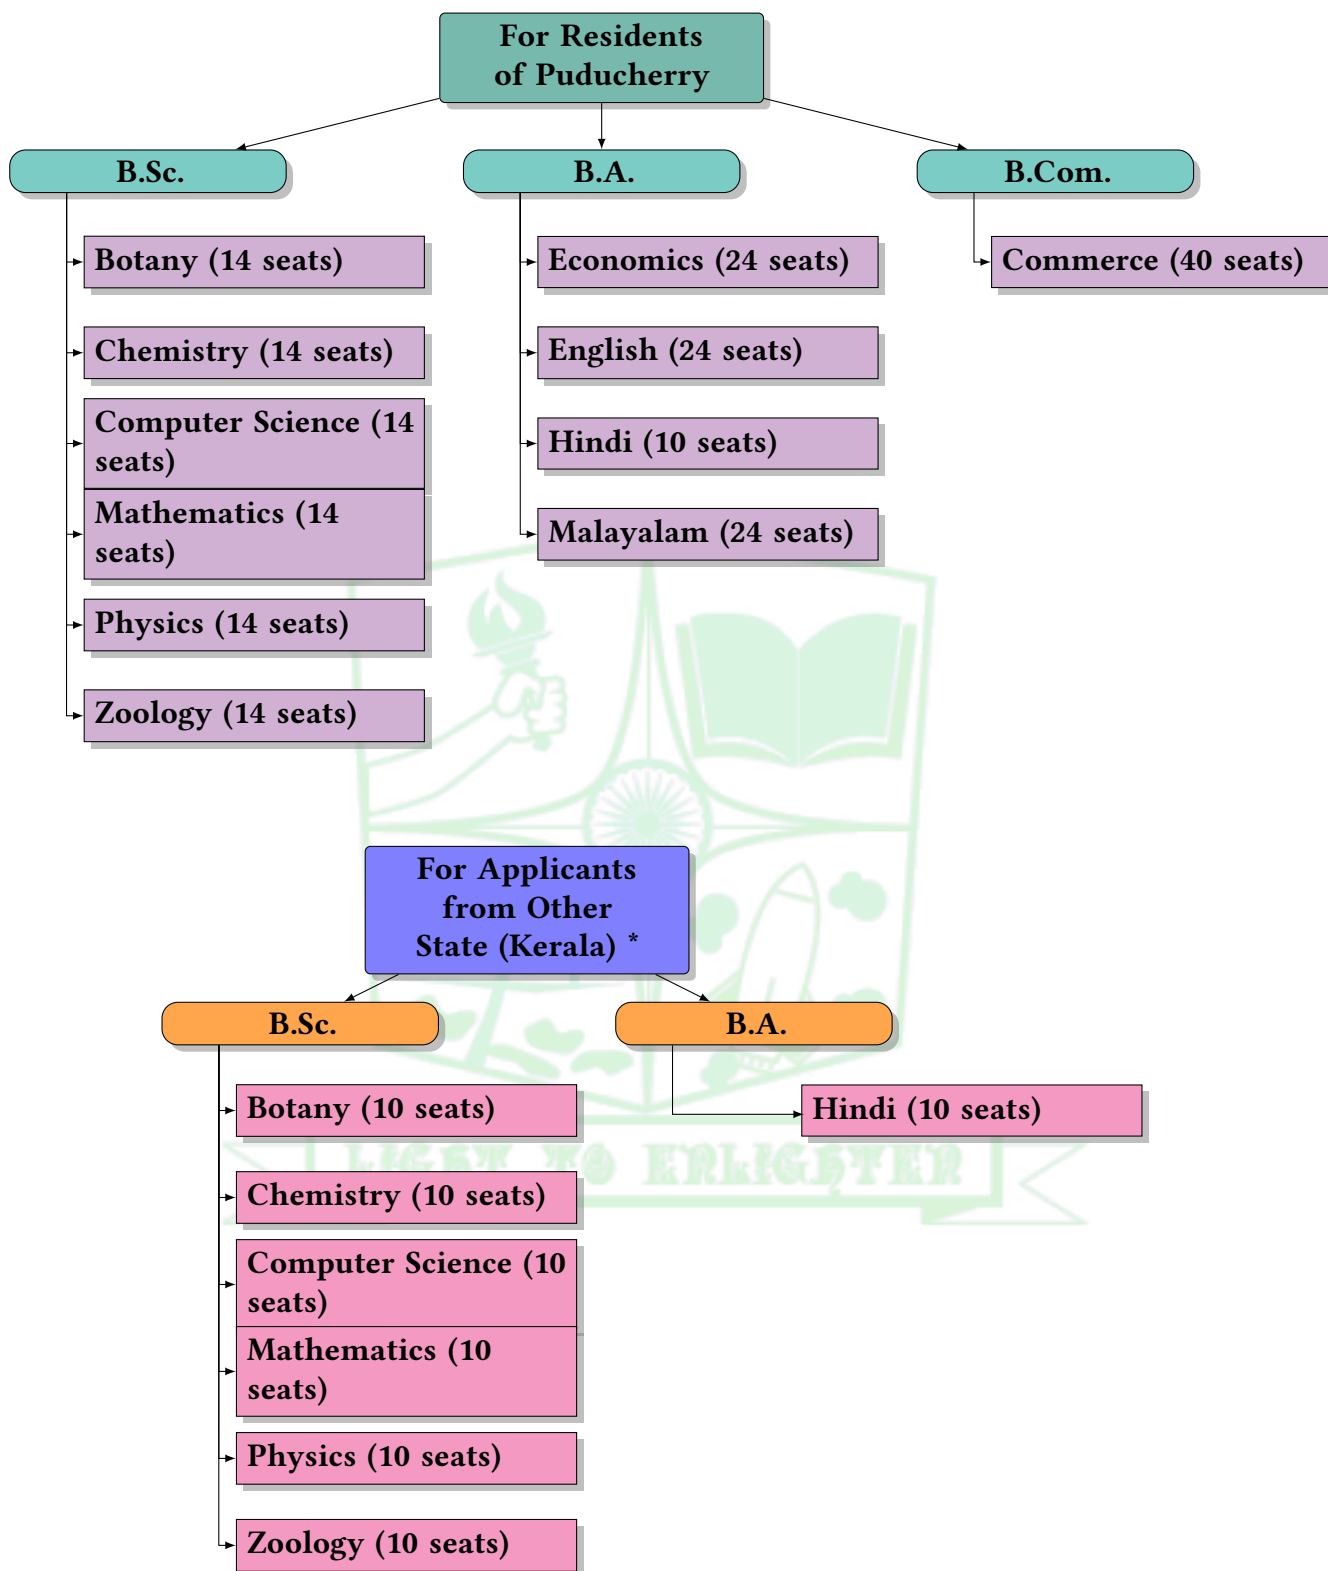 For Residents
of Puducherry
B.Sc.
Botany (14 seats)
Chemistry (14 seats)
Computer Science (14
seats)
Mathematics (14
seats)
Physics (14 seats)
Zoology (14 seats)
B.A.
Economics (24 seats)
English (24 seats)
Hindi (10 seats)
Malayalam (24 seats)
B.Com.
Commerce (40 seats)
For Applicants
from Other
State (Kerala) *
B.Sc.
Botany (10 seats)
Chemistry (10 seats)
Computer Science (10
seats)
Mathematics (10
seats)
Physics (10 seats)
Zoology (10 seats)
B.A.
Hindi (10 seats)
LIGHT TO ENLIGHTEN